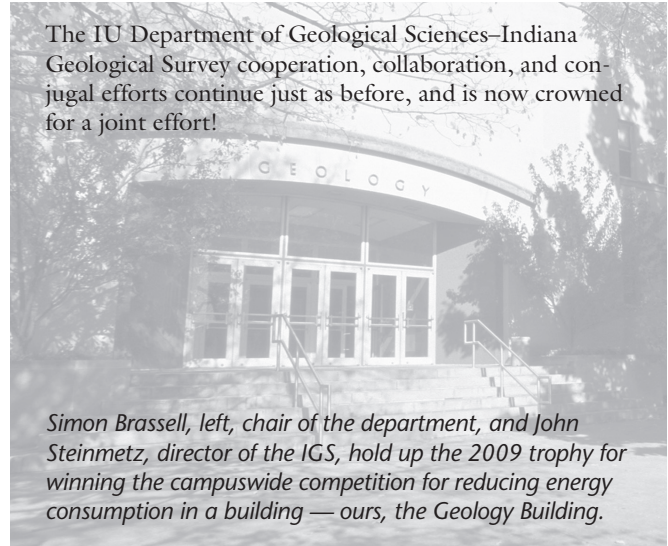 The IU Department of Geological Sciences–Indiana
Geological Survey cooperation, collaboration, and con-
jugal efforts continue just as before, and is now crowned
for a joint effort!
GEOLOGY
Simon Brassell, left, chair of the department, and John
Steinmetz, director of the IGS, hold up the 2009 trophy for
winning the campuswide competition for reducing energy
consumption in a building — ours, the Geology Building.